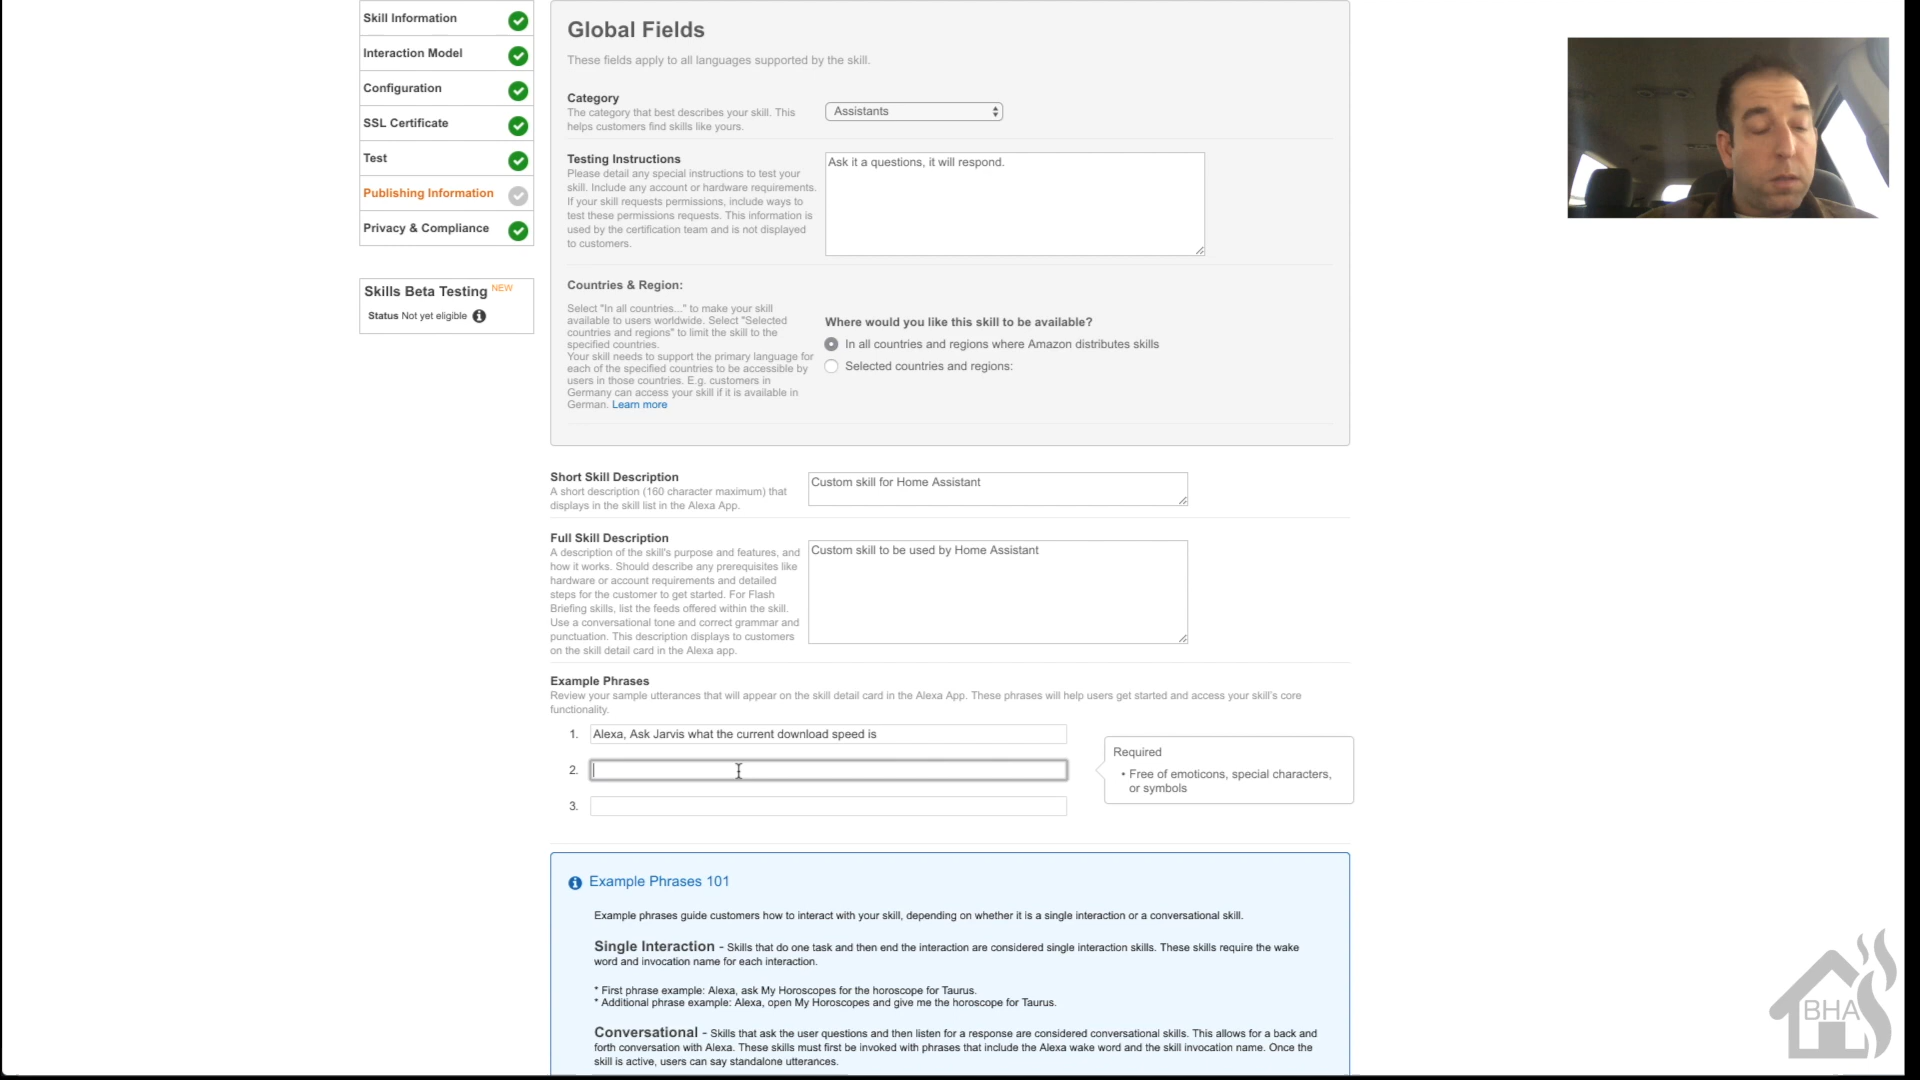 Skill Information
Interaction Model
Configuration
SSL Certificate
Test
Publishing Information
Privacy & Compliance
Skills Beta Testing NEW
Status Not yet eligible
Global Fields
These fields apply to all languages supported by the skill.
Category
The category that best describes your skill. This
helps customers find skills like yours.
Assistants
Testing Instructions
Please detail any special instructions to test your
skill. Include any account or hardware requirements.
If your skill requests permissions, include ways to
test these permissions requests. This information is
used by the certification team and is not displayed
to customers.
Ask it a questions, it will respond.
Countries & Region:
Select "In all countries..." to make your skill
available to users worldwide. Select "Selected
countries and regions" to limit the skill to the
specified countries.
Your skill needs to support the primary language for
each of the specified countries to be accessible by
users in those countries. E.g. customers in
Germany can access your skill if it is available in
German. Learn more
Where would you like this skill to be available?
In all countries and regions where Amazon distributes skills
Selected countries and regions:
Short Skill Description
A short description (160 character maximum) that
displays in the skill list in the Alexa App.
Custom skill for Home Assistant
Full Skill Description
A description of the skill's purpose and features, and
how it works. Should describe any prerequisites like
hardware or account requirements and detailed
steps for the customer to get started. For Flash
Briefing skills, list the feeds offered within the skill.
Use a conversational tone and correct grammar and
punctuation. This description displays to customers
on the skill detail card in the Alexa app.
Custom skill to be used by Home Assistant
Example Phrases
Review your sample utterances that will appear on the skill detail card in the Alexa App. These phrases will help users get started and access your skill's core
functionality.
1. Alexa, Ask Jarvis what the current download speed is
2.
3.
Required
• Free of emoticons, special characters,
or symbols
Example Phrases 101
Example phrases guide customers how to interact with your skill, depending on whether it is a single interaction or a conversational skill.
Single Interaction - Skills that do one task and then end the interaction are considered single interaction skills. These skills require the wake
word and invocation name for each interaction.
* First phrase example: Alexa, ask My Horoscopes for the horoscope for Taurus.
* Additional phrase example: Alexa, open My Horoscopes and give me the horoscope for Taurus.
Conversational - Skills that ask the user questions and then listen for a response are considered conversational skills. This allows for a back and
forth conversation with Alexa. These skills must first be invoked with phrases that include the Alexa wake word and the skill invocation name. Once the
skill is active, users can say standalone utterances.
BHA